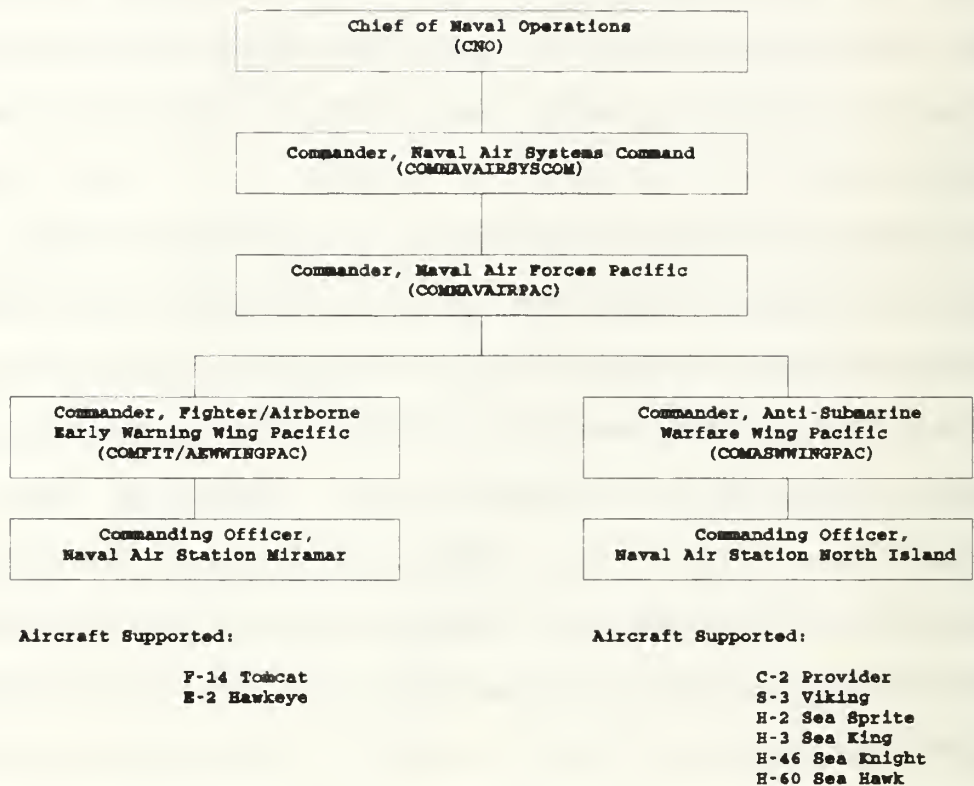 Chief of Naval Operations
(CNO)
Commander, Naval Air Systems Command
(COMNAVAIRSYSCOM)
Commander, Naval Air Forces Pacific
(COMNAVAIRPAC)
Commander, Fighter/Airborne
Early Warning Wing Pacific
(COMFIT/AEWWINGPAC)
Commanding Officer,
Naval Air Station Miramar
Aircraft Supported:
F-14 Tomcat
E-2 Hawkeye
Commander, Anti-Submarine
Warfare Wing Pacific
(COMASWWINGPAC)
Commanding Officer,
Naval Air Station North Island
Aircraft Supported:
C-2 Provider
S-3 Viking
H-2 Sea Sprite
H-3 Sea King
H-46 Sea Knight
H-60 Sea Hawk